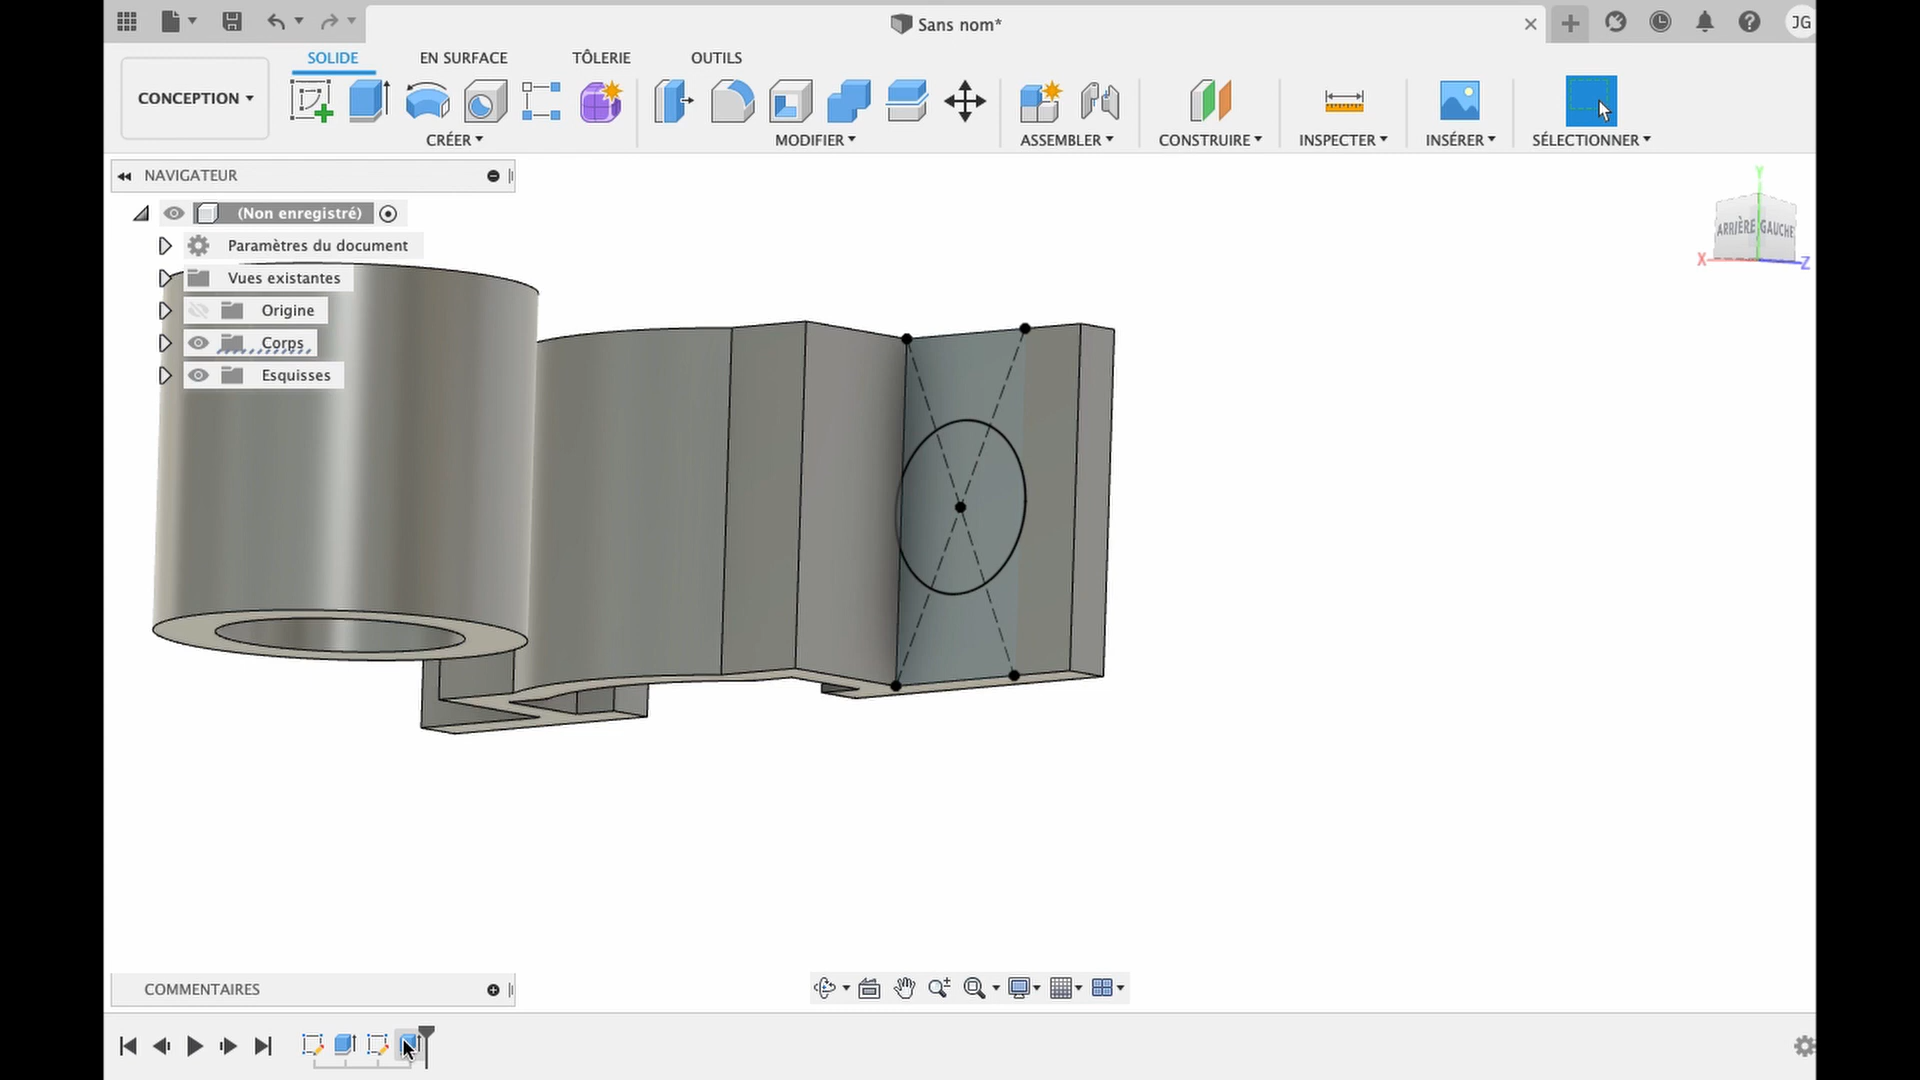 Sans nom*
JG
SOLIDE
EN SURFACE
TÔLERIE
OUTILS
CONCEPTION
CRÉER
MODIFIER
ASSEMBLER
CONSTRUIRE
INSPECTER
INSÉRER
SÉLECTIONNER
NAVIGATEUR
(Non enregistré)
Paramètres du document
Vues existantes
Origine
Corps
Esquisses
Y
ARRIÈRE
GAUCHE
X
Z
COMMENTAIRES